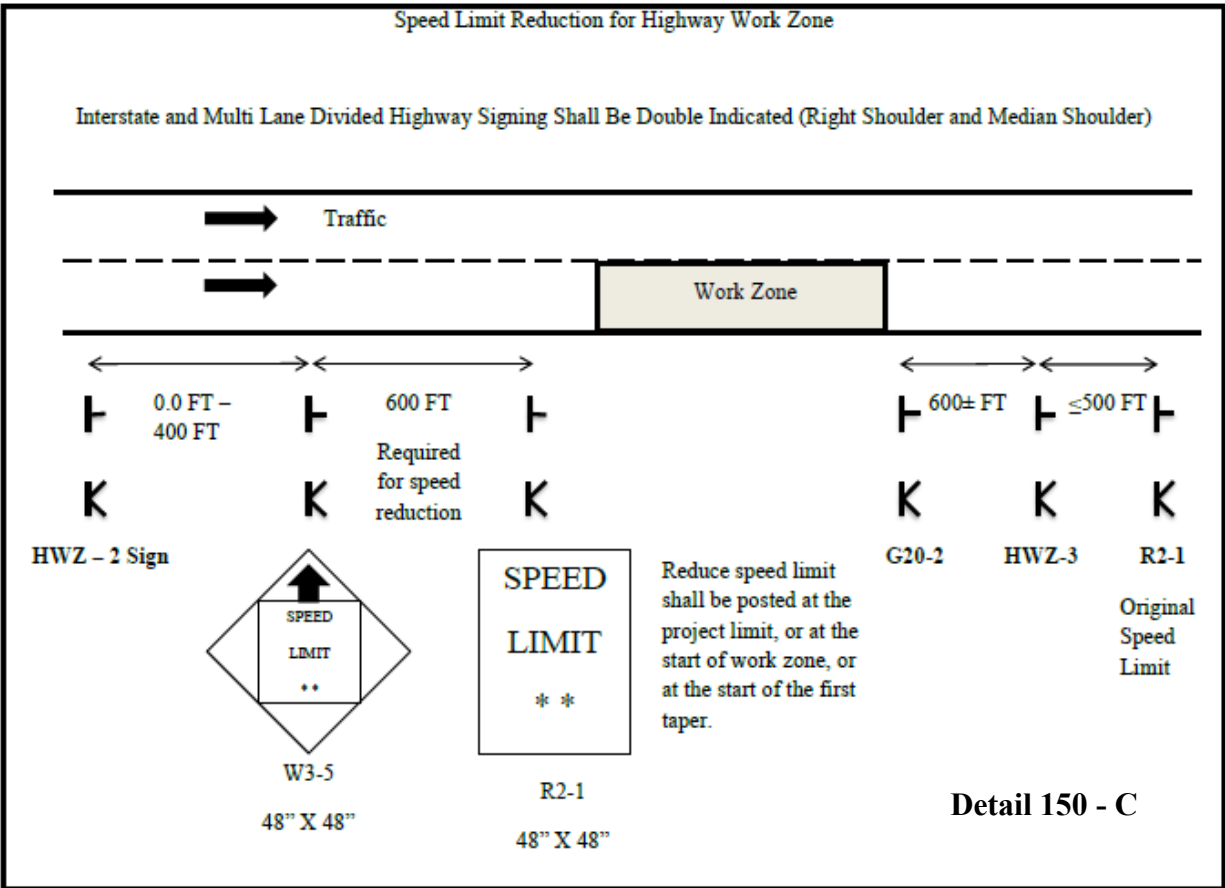 Speed Limit Reduction for Highway Work Zone
Interstate and Multi Lane Divided Highway Signing Shall Be Double Indicated (Right Shoulder and Median Shoulder)
Traffic
Work Zone
0.0 FT –
400 FT
600 FT
Required
for speed
reduction
600± FT
≤500 FT
HWZ – 2 Sign
SPEED
LIMIT
**
W3-5
48” X 48”
SPEED
LIMIT
* *
R2-1
48” X 48”
Reduce speed limit
shall be posted at the
project limit, or at the
start of work zone, or
at the start of the first
taper.
G20-2
HWZ-3
R2-1
Original
Speed
Limit
Detail 150 - C